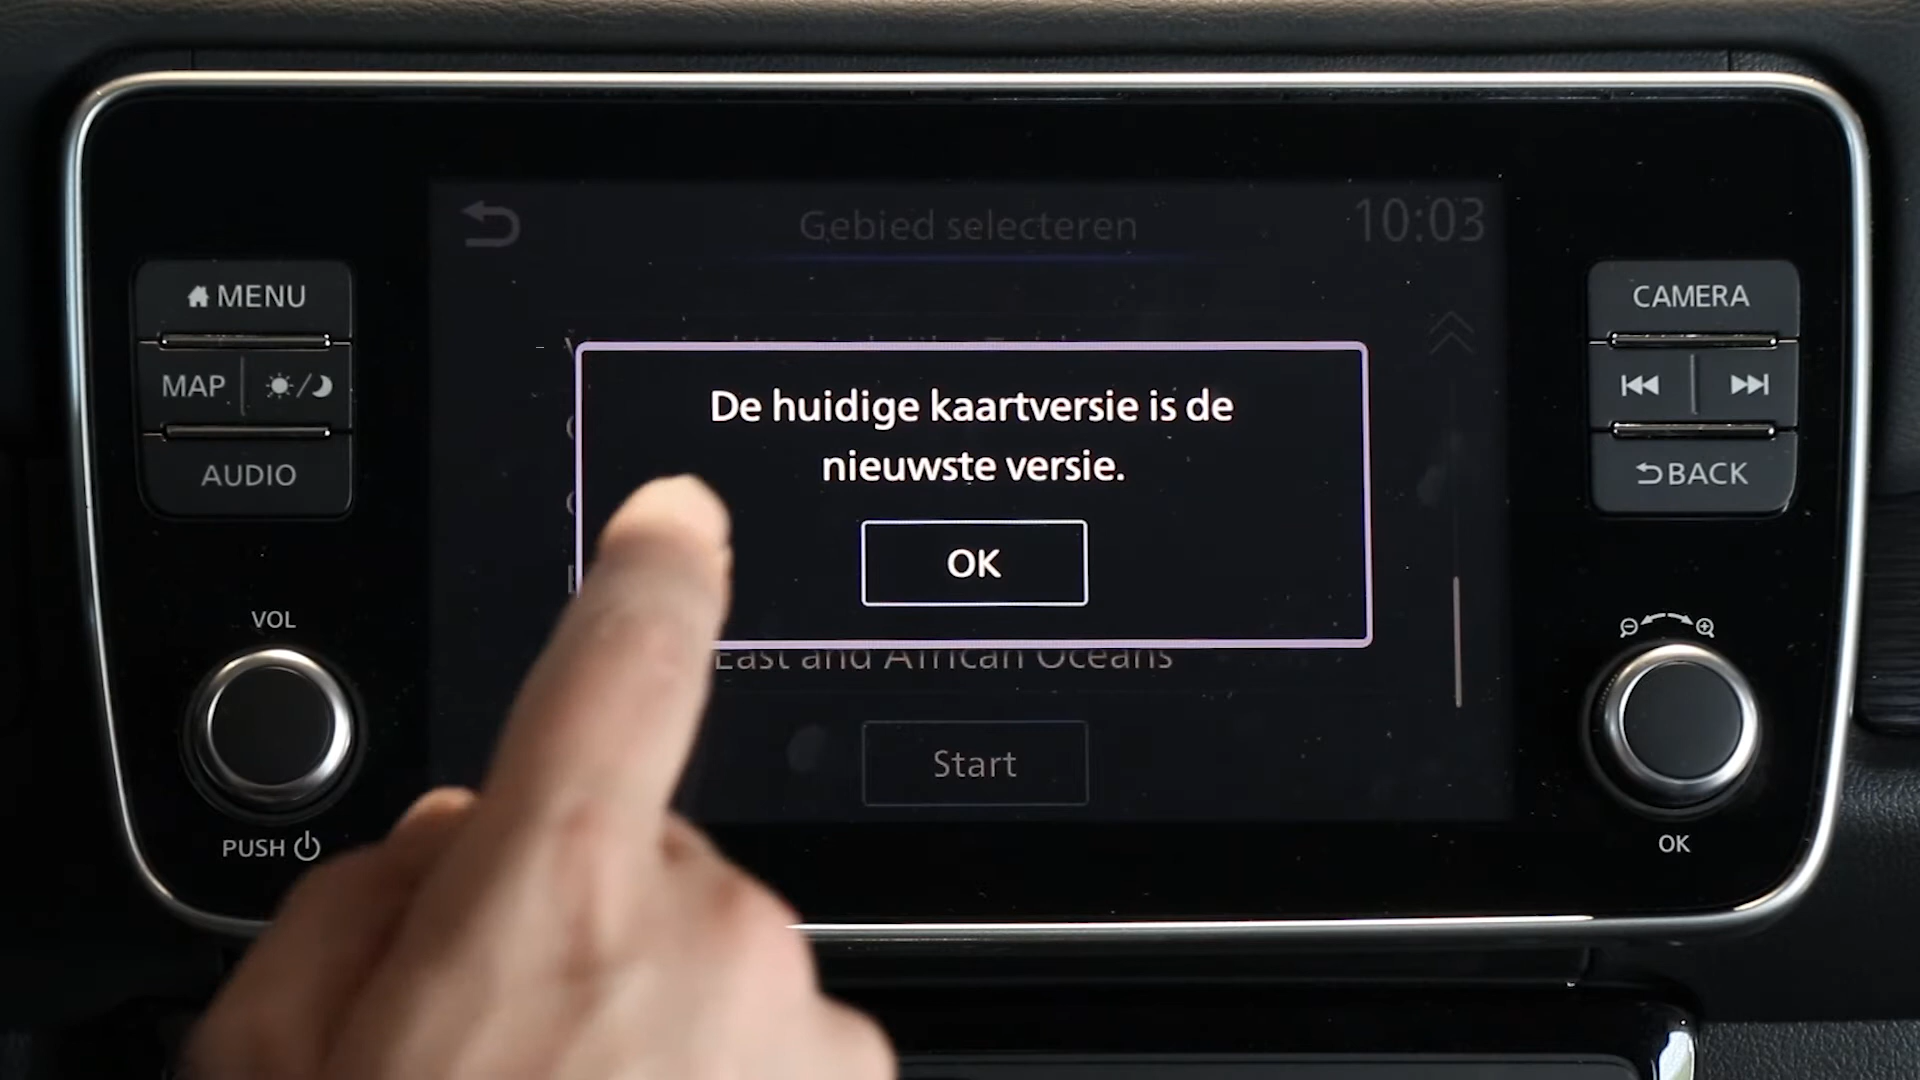 Gebied selecteren
10:03
MENU
MAP
AUDIO
VOL
PUSH
De huidige kaartversie is de
nieuwste versie.
OK
East and African Oceans
Start
CAMERA
BACK
OK